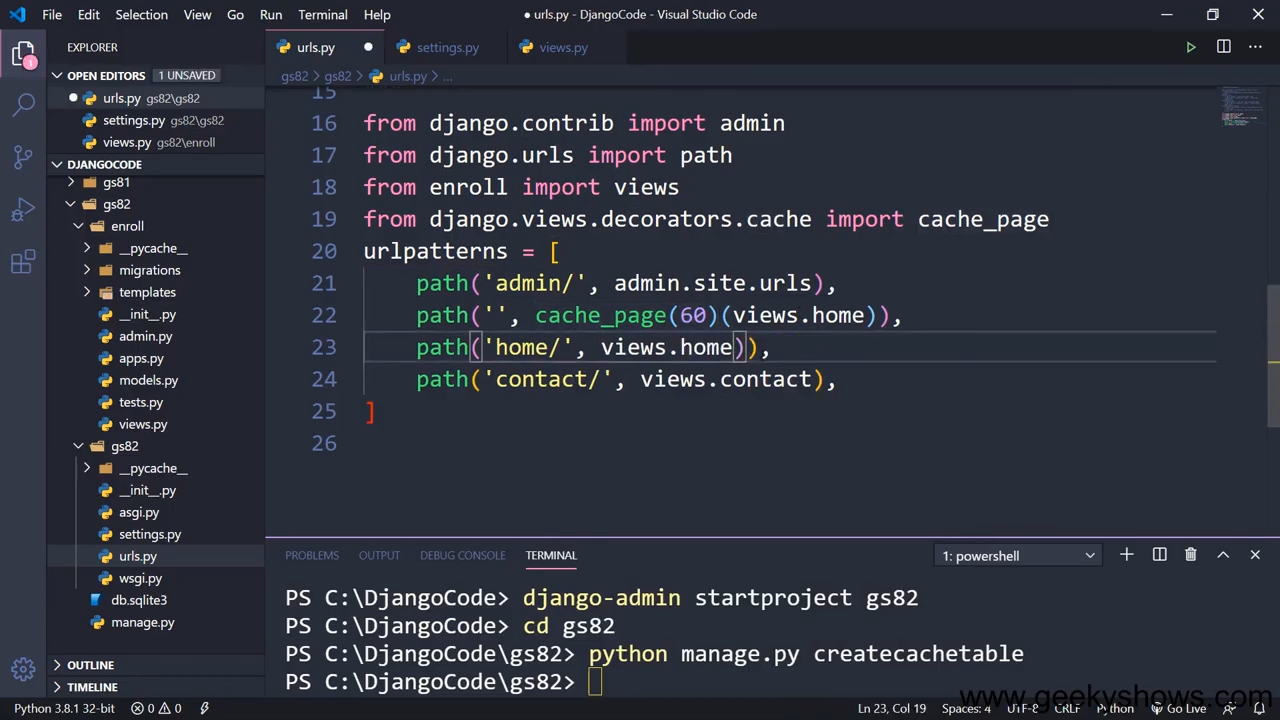 File Edit Selection View Go Run Terminal Help
urls.py - DjangoCode - Visual Studio Code
EXPLORER
OPEN EDITORS 1 UNSAVED
urls.py gs82\gs82
settings.py gs82\gs82
views.py gs82\enroll
DJANGOCODE
gs81
gs82
enroll
__pycache__
migrations
templates
__init__.py
admin.py
apps.py
models.py
tests.py
views.py
gs82
__pycache__
__init__.py
asgi.py
settings.py
urls.py
wsgi.py
db.sqlite3
manage.py
OUTLINE
TIMELINE
urls.py settings.py views.py
gs82 > gs82 > urls.py > ...
15
16 from django.contrib import admin
17 from django.urls import path
18 from enroll import views
19 from django.views.decorators.cache import cache_page
20 urlpatterns = [
21 path('admin/', admin.site.urls),
22 path('', cache_page(60)(views.home)),
23 path('home/', views.home)),
24 path('contact/', views.contact),
25 ]
26
PROBLEMS OUTPUT DEBUG CONSOLE TERMINAL 1: powershell
PS C:\DjangoCode> django-admin startproject gs82
PS C:\DjangoCode> cd gs82
PS C:\DjangoCode\gs82> python manage.py createcachetable
PS C:\DjangoCode\gs82>
www.geekyshows.com
Python 3.8.1 32-bit 0 0 Ln 23, Col 19 Spaces: 4 UTF-8 CRLF Python Go Live